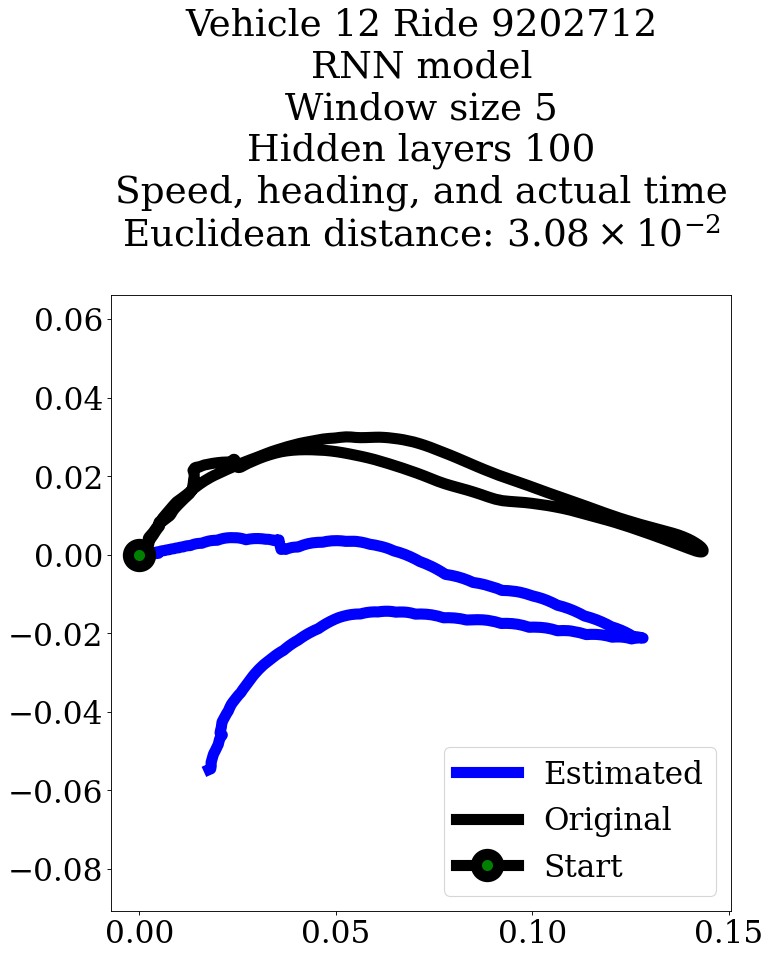 Vehicle 12 Ride 9202712
RNN model
Window size 5
Hidden layers 100
Speed, heading, and actual time
Euclidean distance: 3.08 × 10⁻²
0.06
0.04
0.02
0.00
−0.02
−0.04
−0.06
−0.08
Estimated
Original
Start
0.00 0.05 0.10 0.15